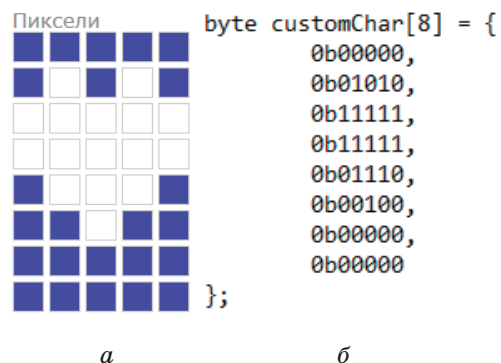 Пиксели
byte customChar[8] = {
0b00000,
0b01010,
0b11111,
0b11111,
0b01110,
0b00100,
0b00000,
0b00000
};
а
б